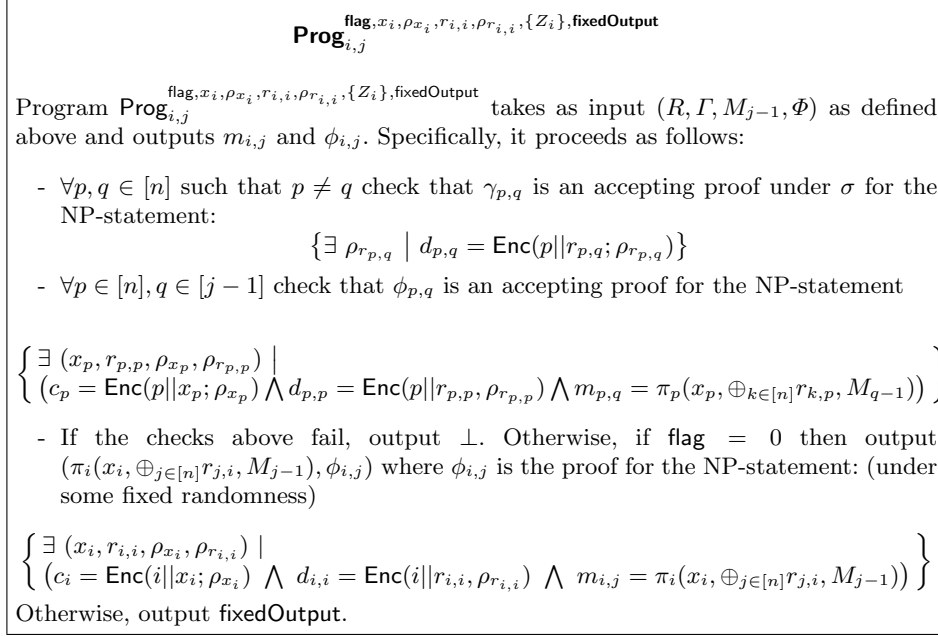 Prog_{i,j}^{flag,x_i,ρ_{x_i},r_{i,i},ρ_{r_{i,i}},{Z_i},fixedOutput}
Program Prog_{i,j}^{flag,x_i,ρ_{x_i},r_{i,i},ρ_{r_{i,i}},{Z_i},fixedOutput} takes as input (R, Γ, M_{j−1}, Φ) as defined
above and outputs m_{i,j} and ϕ_{i,j}. Specifically, it proceeds as follows:
- ∀p, q ∈ [n] such that p ≠ q check that γ_{p,q} is an accepting proof under σ for the
NP-statement:
{∃ ρ_{r_{p,q}} | d_{p,q} = Enc(p||r_{p,q}; ρ_{r_{p,q}})}
- ∀p ∈ [n], q ∈ [j − 1] check that ϕ_{p,q} is an accepting proof for the NP-statement
{ ∃ (x_p, r_{p,p}, ρ_{x_p}, ρ_{r_{p,p}}) |
(c_p = Enc(p||x_p; ρ_{x_p}) ⋀ d_{p,p} = Enc(p||r_{p,p}, ρ_{r_{p,p}}) ⋀ m_{p,q} = π_p(x_p, ⊕_{k∈[n]} r_{k,p}, M_{q−1})) }
- If the checks above fail, output ⊥. Otherwise, if flag = 0 then output
(π_i(x_i, ⊕_{j∈[n]} r_{j,i}, M_{j−1}), ϕ_{i,j}) where ϕ_{i,j} is the proof for the NP-statement: (under
some fixed randomness)
{ ∃ (x_i, r_{i,i}, ρ_{x_i}, ρ_{r_{i,i}}) |
(c_i = Enc(i||x_i; ρ_{x_i}) ⋀ d_{i,i} = Enc(i||r_{i,i}, ρ_{r_{i,i}}) ⋀ m_{i,j} = π_i(x_i, ⊕_{j∈[n]} r_{j,i}, M_{j−1})) }
Otherwise, output fixedOutput.